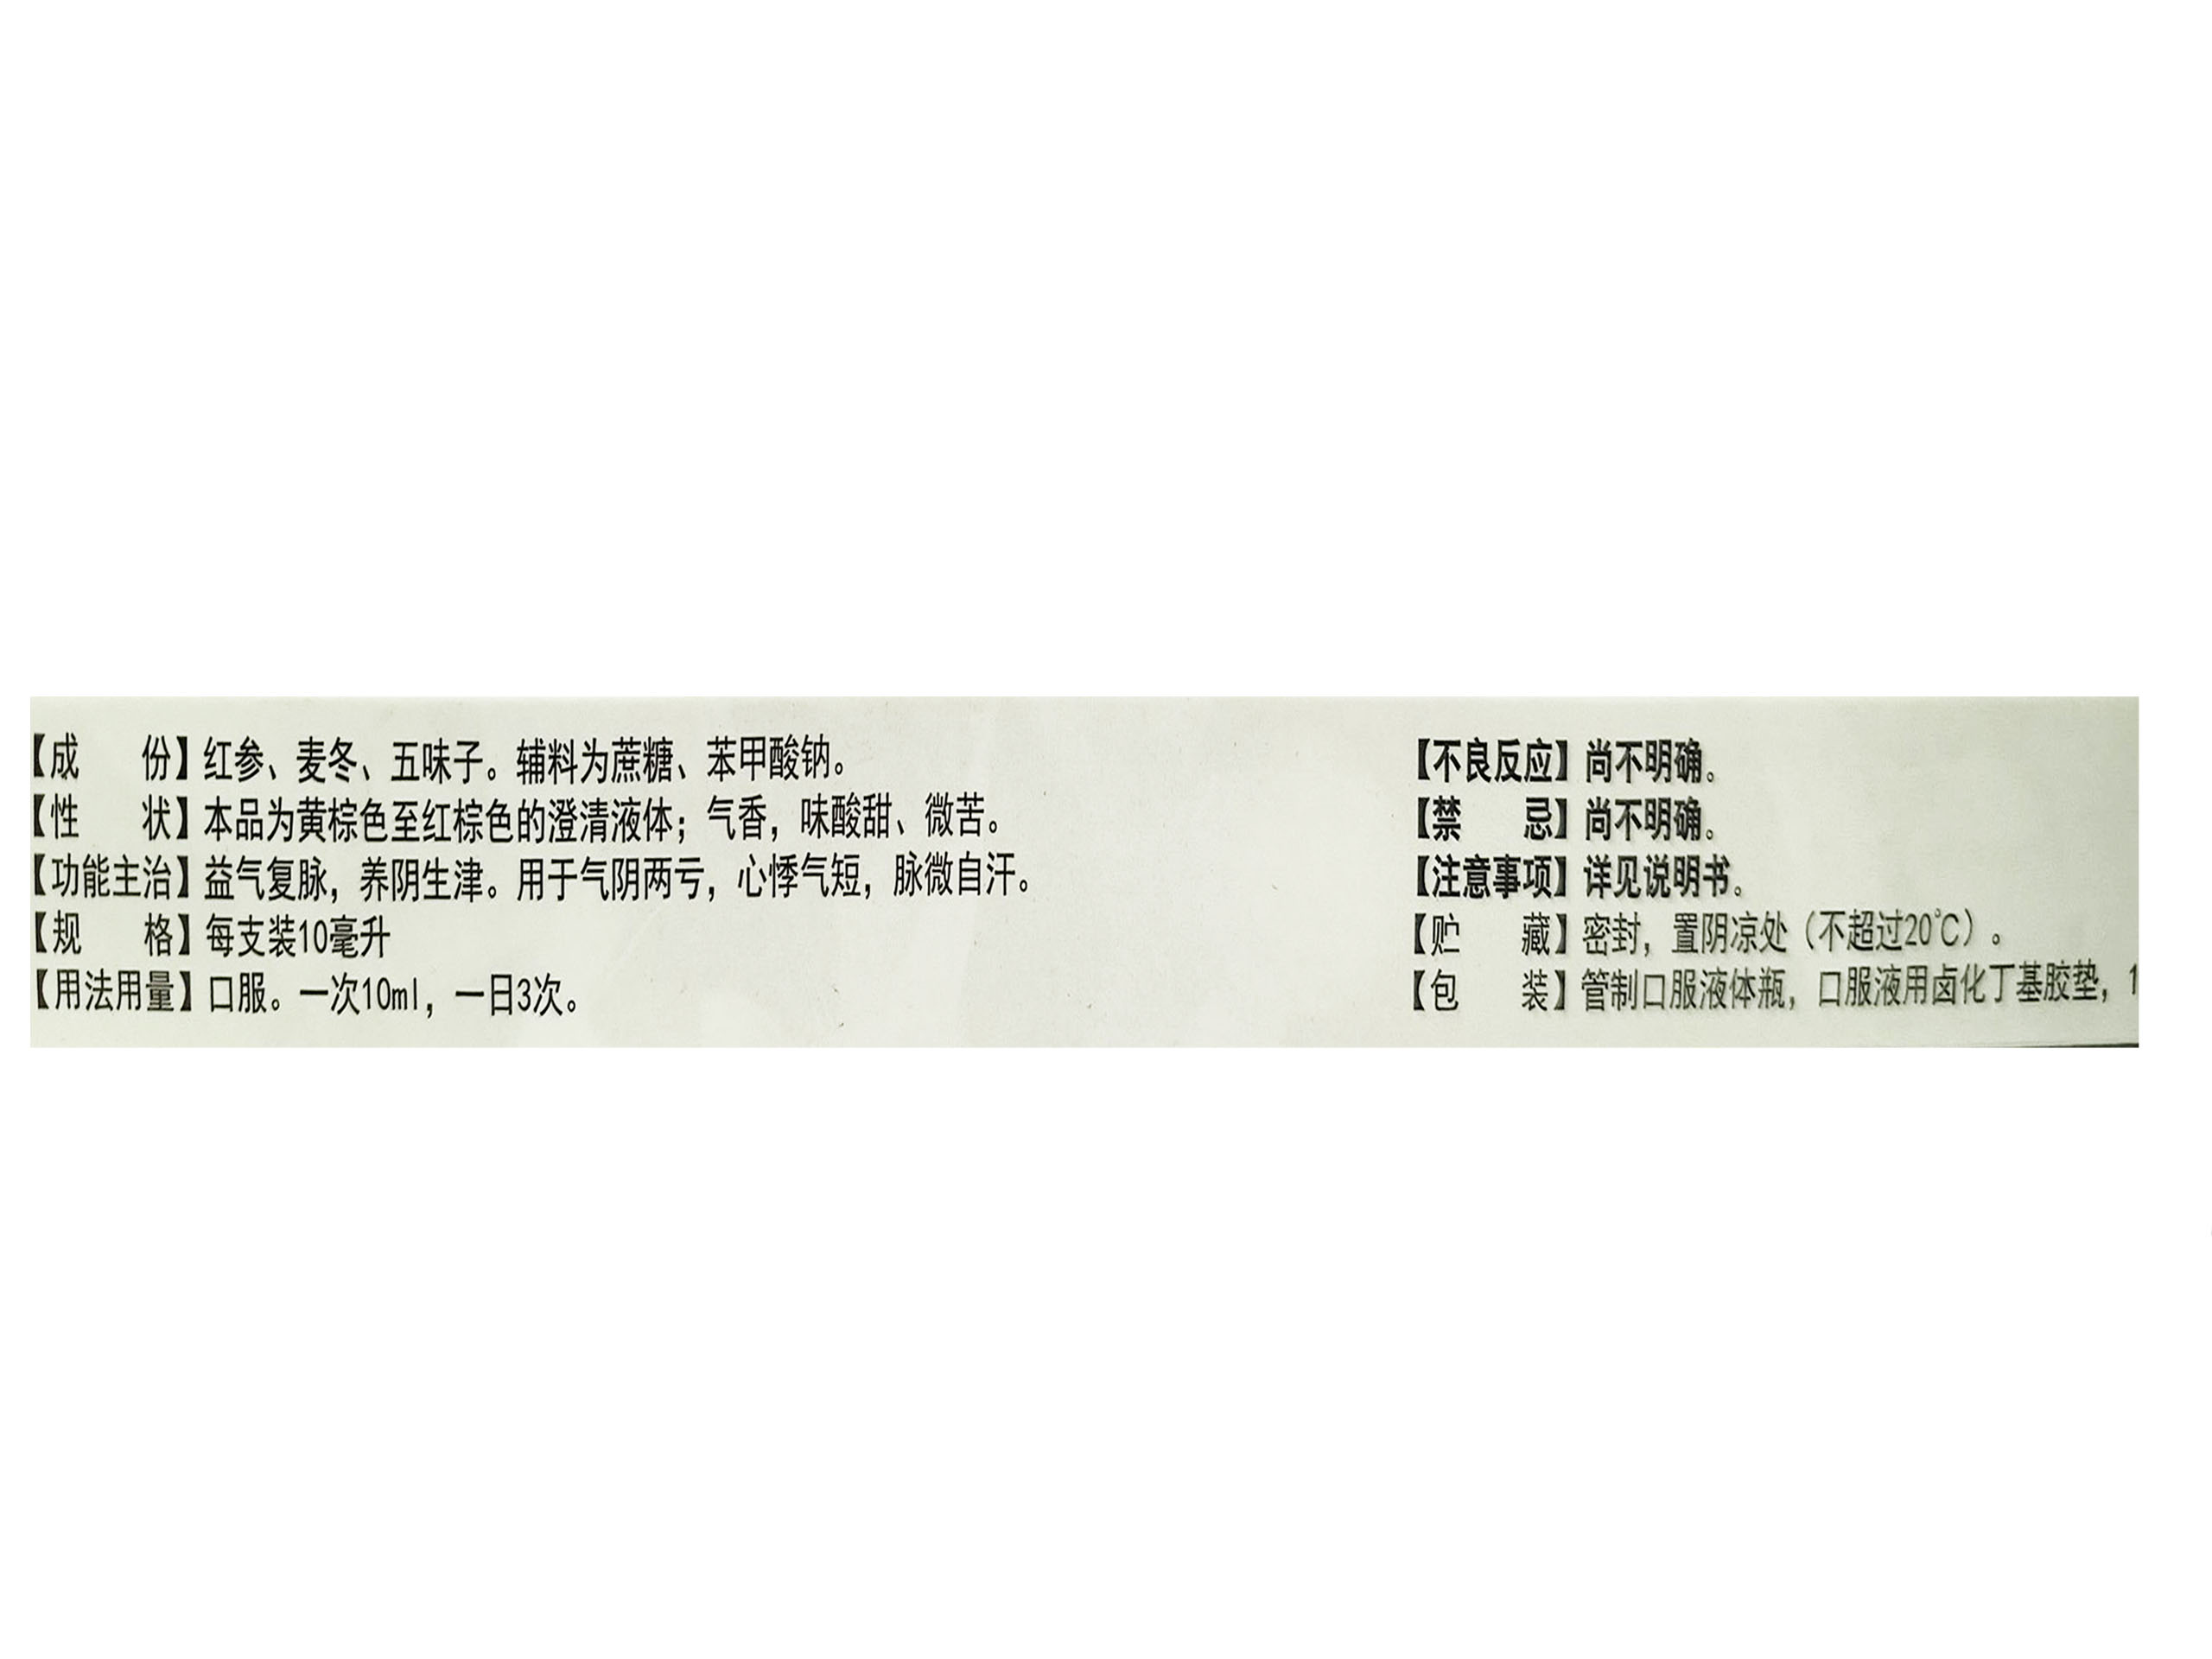 【成　　份】红参、麦冬、五味子。辅料为蔗糖、苯甲酸钠。
【性　　状】本品为黄棕色至红棕色的澄清液体；气香，味酸甜、微苦。
【功能主治】益气复脉，养阴生津。用于气阴两亏，心悸气短，脉微自汗。
【规　　格】每支装10毫升
【用法用量】口服。一次10ml，一日3次。
【不良反应】尚不明确。
【禁　　忌】尚不明确。
【注意事项】详见说明书。
【贮　　藏】密封，置阴凉处（不超过20℃）。
【包　　装】管制口服液体瓶，口服液用卤化丁基胶垫，1